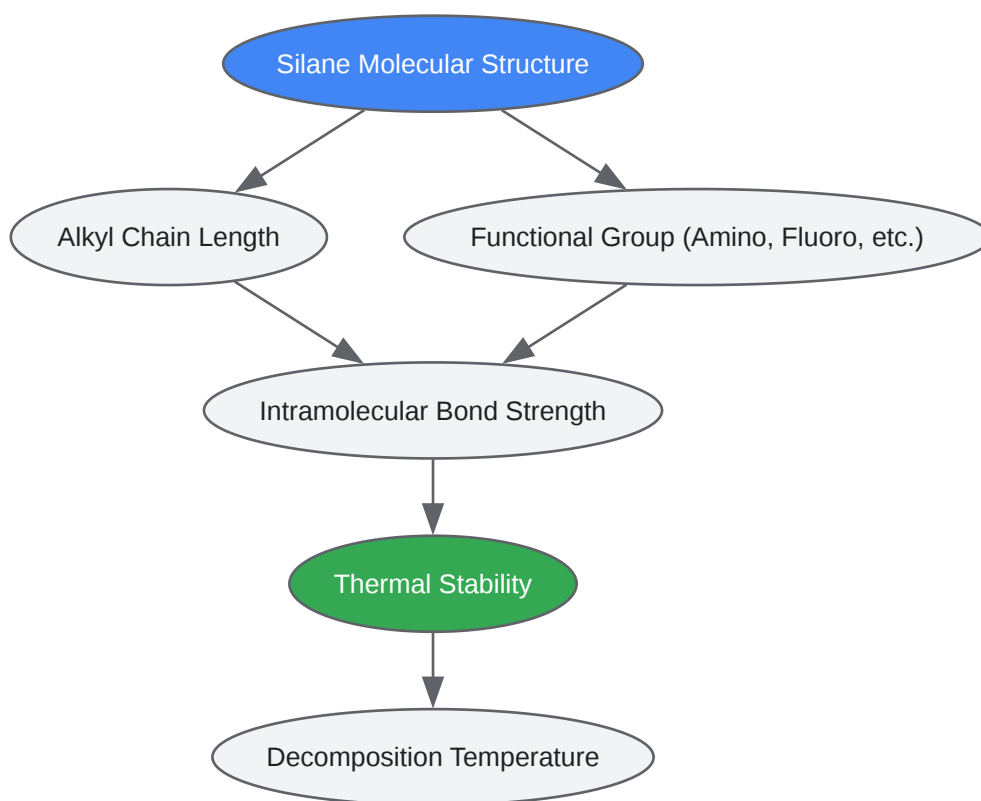 Silane Molecular Structure
Alkyl Chain Length
Functional Group (Amino, Fluoro, etc.)
Intramolecular Bond Strength
Thermal Stability
Decomposition Temperature